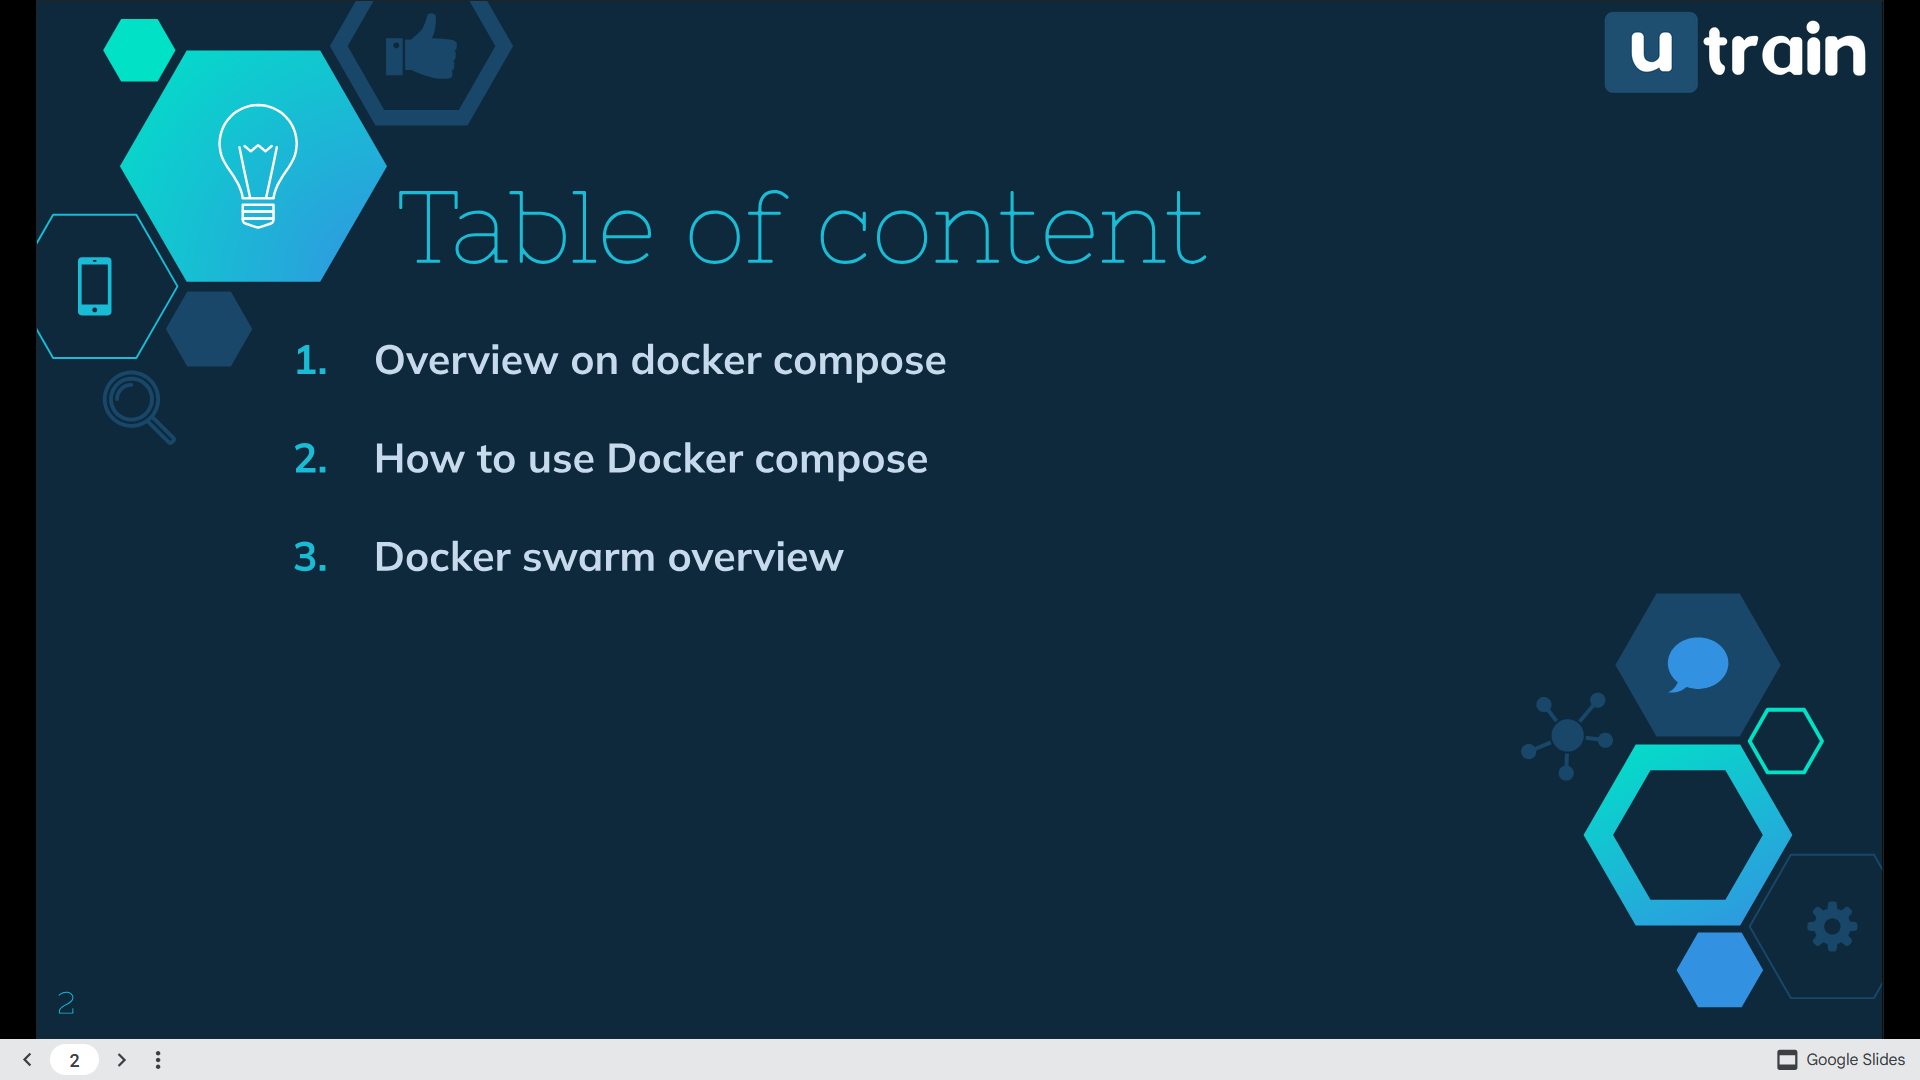 u train
Table of content
1. Overview on docker compose
2. How to use Docker compose
3. Docker swarm overview
2
2
Google Slides